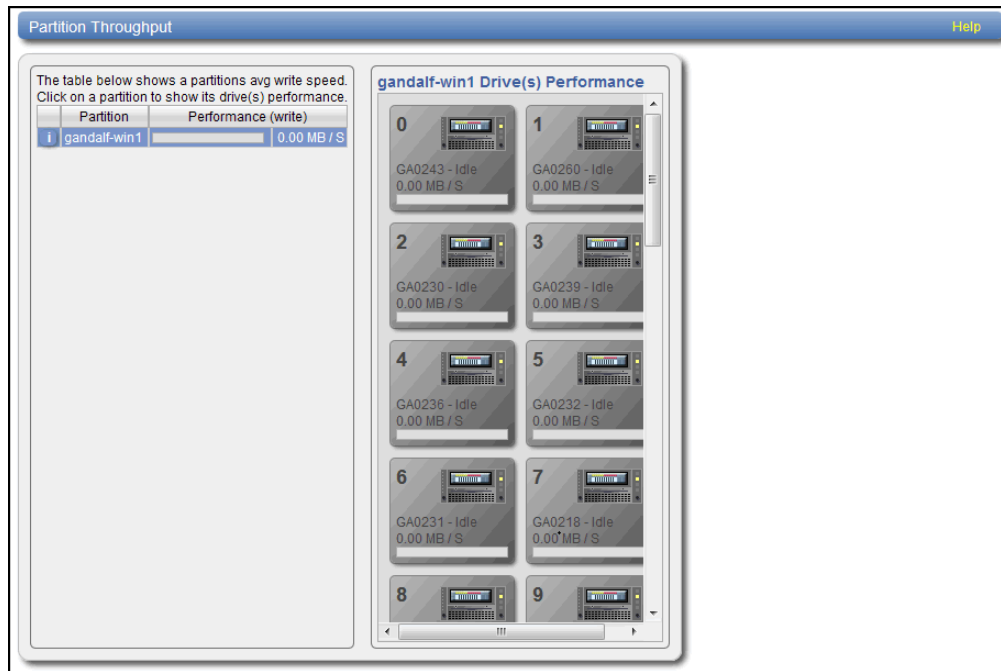 Partition Throughput
Help
The table below shows a partitions avg write speed.
Click on a partition to show its drive(s) performance.
Partition Performance (write)
i gandalf-win1 0.00 MB / S
gandalf-win1 Drive(s) Performance
0
GA0243 - Idle
0.00 MB / S
1
GA0260 - Idle
0.00 MB / S
2
GA0230 - Idle
0.00 MB / S
3
GA0239 - Idle
0.00 MB / S
4
GA0236 - Idle
0.00 MB / S
5
GA0232 - Idle
0.00 MB / S
6
GA0231 - Idle
0.00 MB / S
7
GA0218 - Idle
0.00 MB / S
8
9